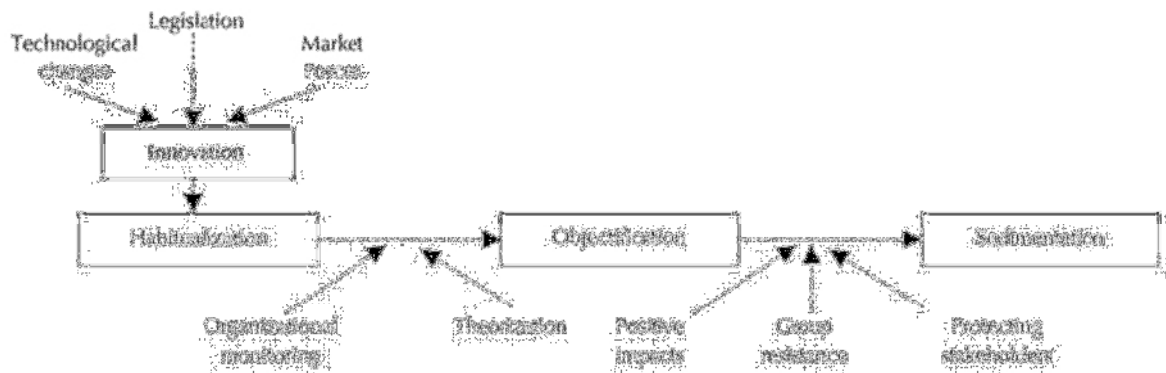 Legislation
Technological
changes
Market
Forces
Innovation
Habitualization
Objectification
Sedimentation
Organizational
monitoring
Theorization
Positive
impacts
Group
resistance
Protecting
stakeholders